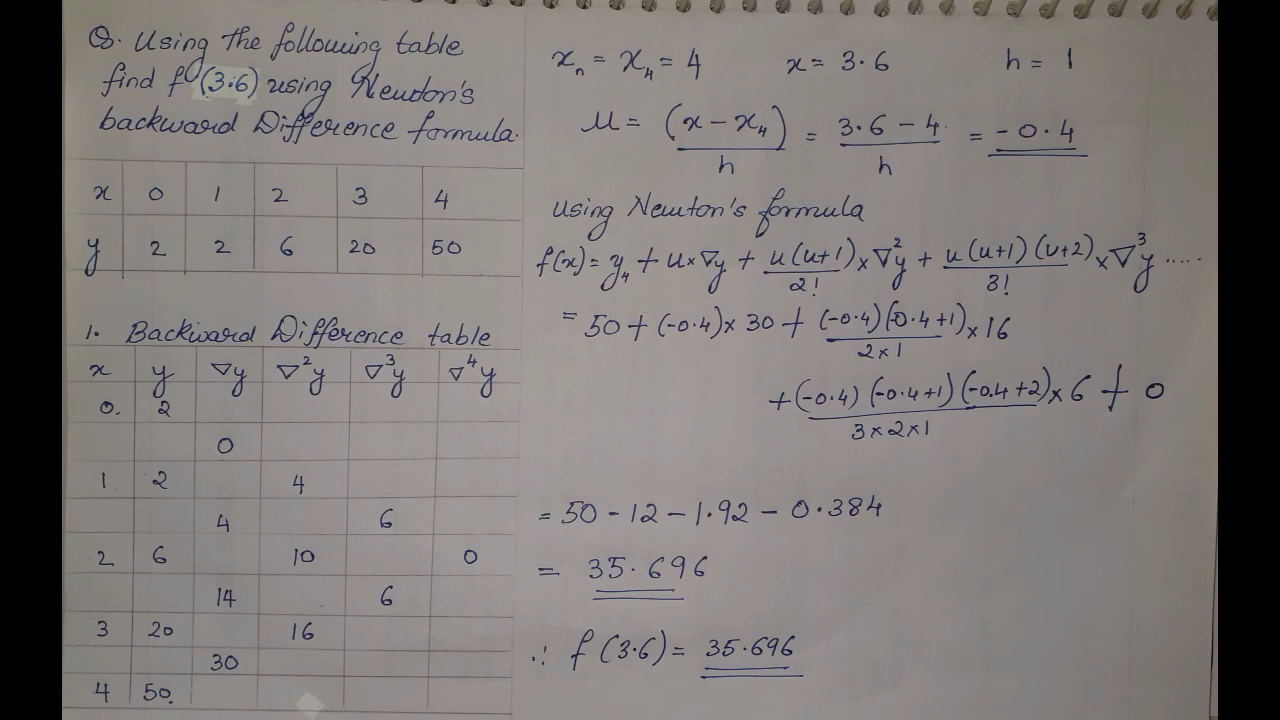 Q. Using the following table
find f (3.6) using Newton's
backward Difference formula.
x 0 1 2 3 4
y 2 2 6 20 50
1. Backward Difference table
x y ∇y ∇²y ∇³y ∇⁴y
0. 2
0
1 2 4
4 6
2 6 10 0
14 6
3 20 16
30
4 50.
xₙ = x₄ = 4 x = 3.6 h = 1
u = (x - x₄)/h = (3.6 - 4)/h = -0.4
using Newton's formula
f(x) = y₄ + u×∇y + u(u+1)/2! × ∇²y + u(u+1)(u+2)/3! × ∇³y .....
= 50 + (-0.4) × 30 + (-0.4)(-0.4+1)/2×1 × 16
+ (-0.4) (-0.4+1) (-0.4+2)/3×2×1 × 6 + 0
= 50 - 12 - 1.92 - 0.384
= 35.696
∴ f (3.6) = 35.696